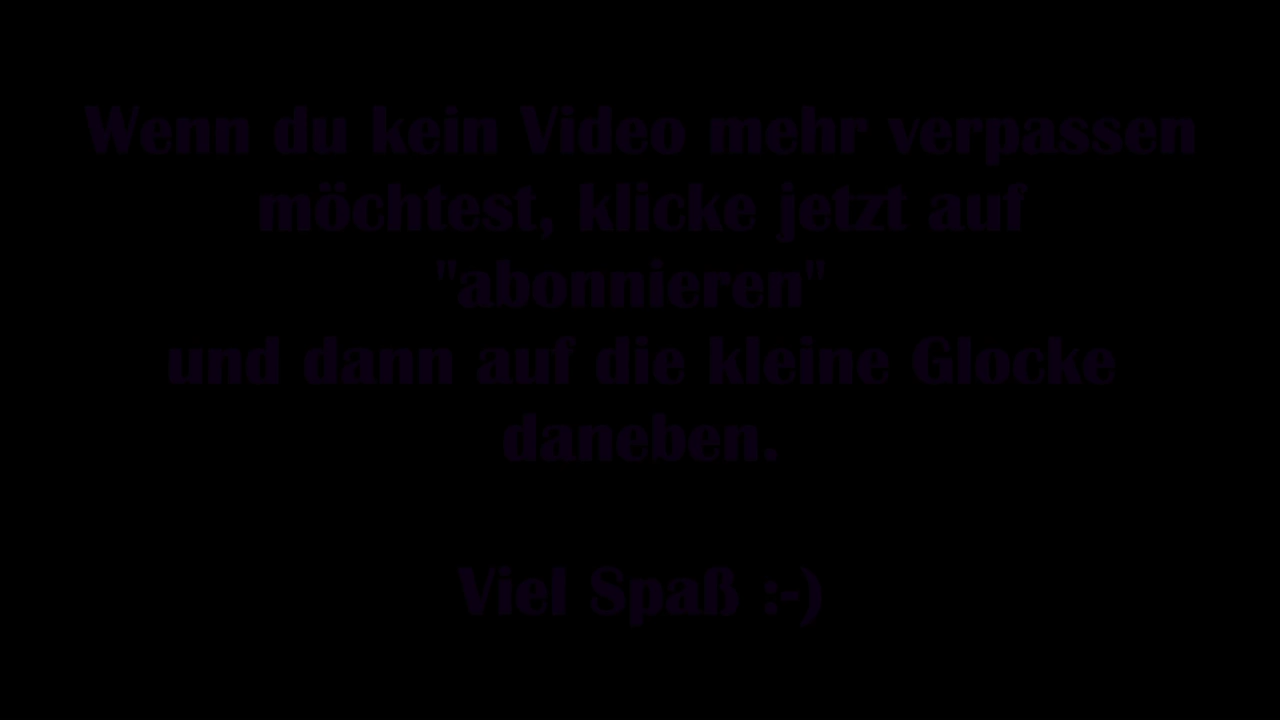 Wenn du kein Video mehr verpassen
möchtest, klicke jetzt auf
"abonnieren"
und dann auf die kleine Glocke
daneben.
Viel Spaß :-)